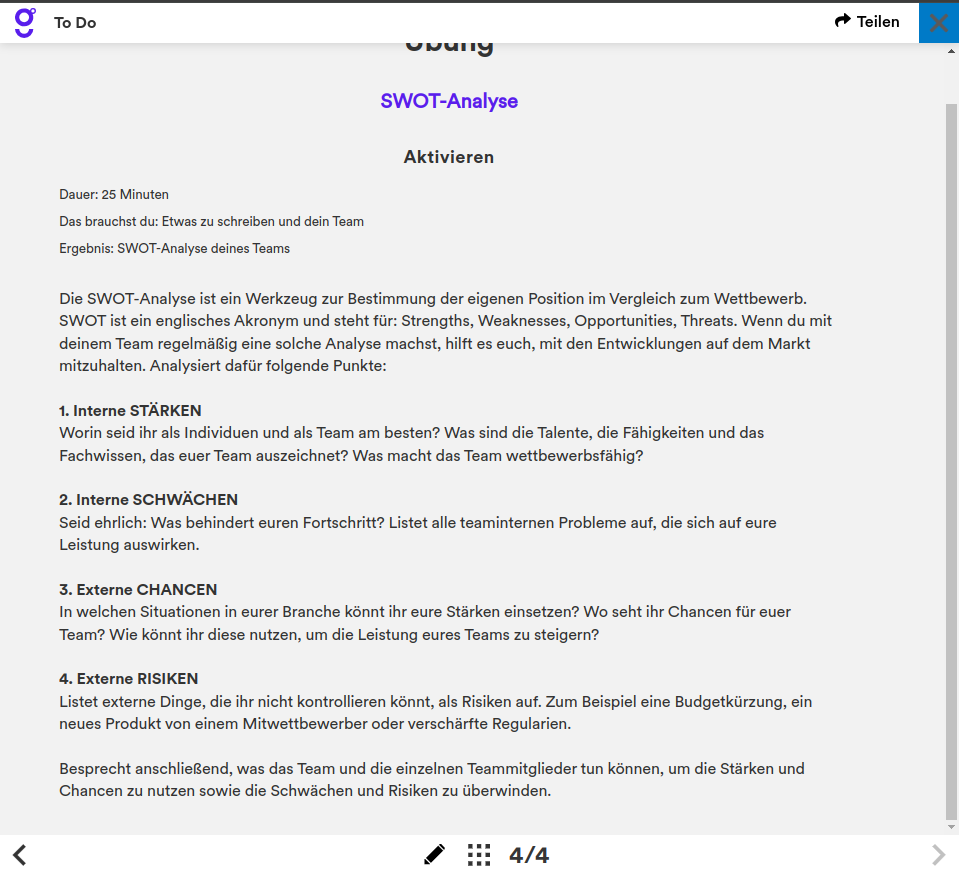 To Do
Teilen
Übung
SWOT-Analyse
Aktivieren
Dauer: 25 Minuten
Das brauchst du: Etwas zu schreiben und dein Team
Ergebnis: SWOT-Analyse deines Teams
Die SWOT-Analyse ist ein Werkzeug zur Bestimmung der eigenen Position im Vergleich zum Wettbewerb.
SWOT ist ein englisches Akronym und steht für: Strengths, Weaknesses, Opportunities, Threats. Wenn du mit
deinem Team regelmäßig eine solche Analyse machst, hilft es euch, mit den Entwicklungen auf dem Markt
mitzuhalten. Analysiert dafür folgende Punkte:
1. Interne STÄRKEN
Worin seid ihr als Individuen und als Team am besten? Was sind die Talente, die Fähigkeiten und das
Fachwissen, das euer Team auszeichnet? Was macht das Team wettbewerbsfähig?
2. Interne SCHWÄCHEN
Seid ehrlich: Was behindert euren Fortschritt? Listet alle teaminternen Probleme auf, die sich auf eure
Leistung auswirken.
3. Externe CHANCEN
In welchen Situationen in eurer Branche könnt ihr eure Stärken einsetzen? Wo seht ihr Chancen für euer
Team? Wie könnt ihr diese nutzen, um die Leistung eures Teams zu steigern?
4. Externe RISIKEN
Listet externe Dinge, die ihr nicht kontrollieren könnt, als Risiken auf. Zum Beispiel eine Budgetkürzung, ein
neues Produkt von einem Mitwettbewerber oder verschärfte Regularien.
Besprecht anschließend, was das Team und die einzelnen Teammitglieder tun können, um die Stärken und
Chancen zu nutzen sowie die Schwächen und Risiken zu überwinden.
4/4